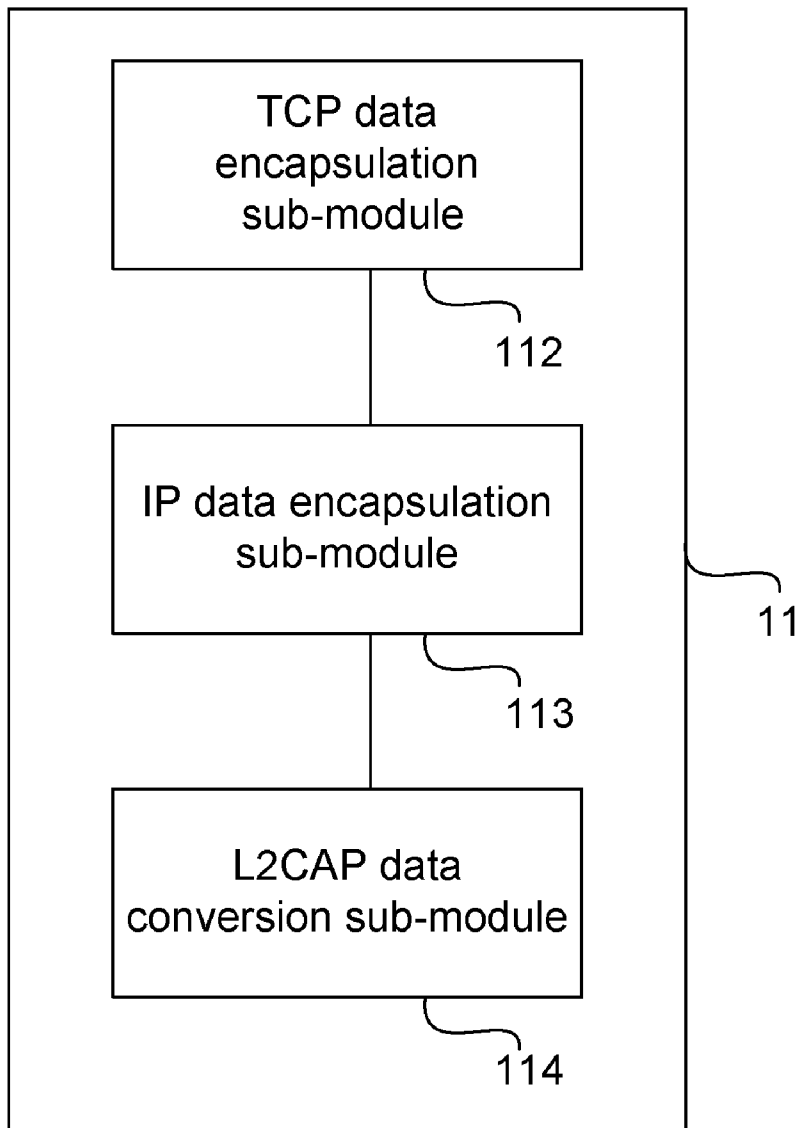 TCP data
encapsulation
sub-module
112
IP data encapsulation
sub-module
11
113
L2CAP data
conversion sub-module
114